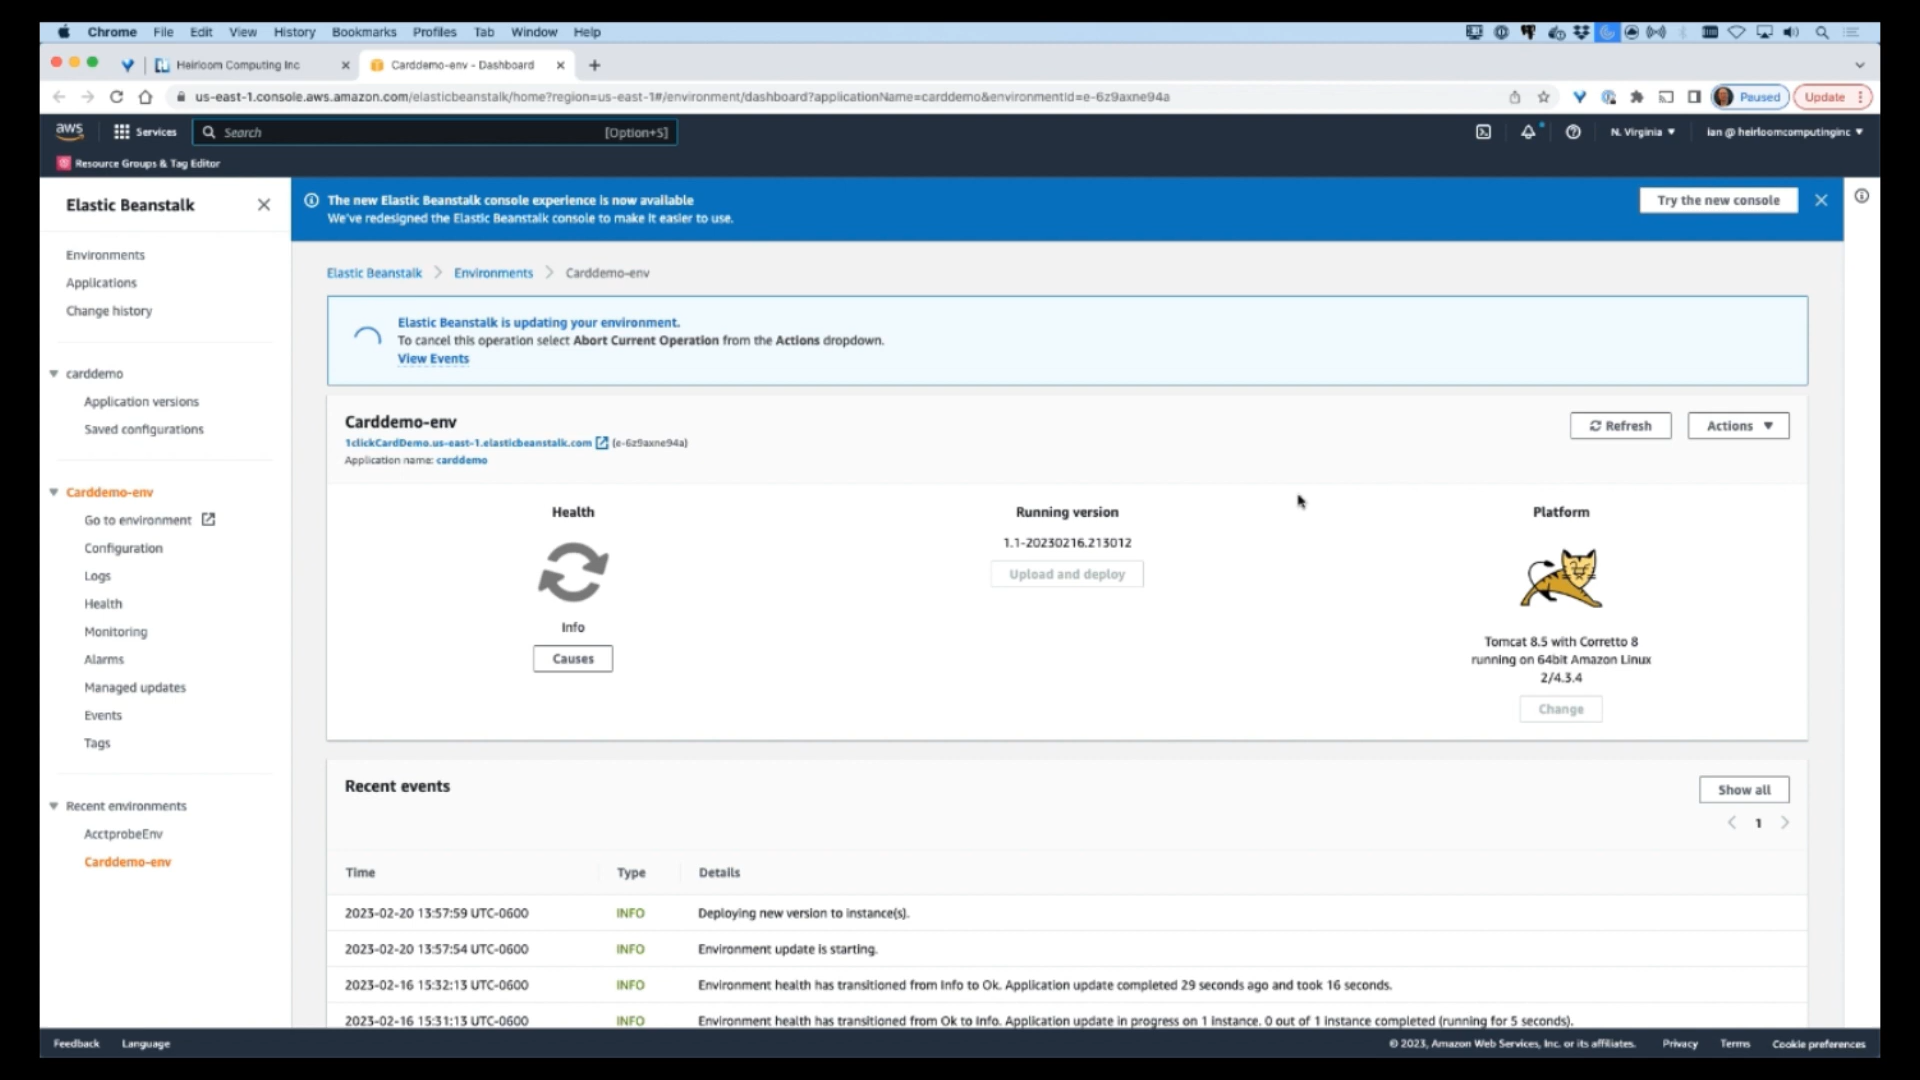 Chrome File Edit View History Bookmarks Profiles Tab Window Help
Heirloom Computing Inc
Carddemo-env - Dashboard
us-east-1.console.aws.amazon.com/elasticbeanstalk/home?region=us-east-1#/environment/dashboard?applicationName=carddemo&environmentId=e-6z9axne94a
Paused
Update
aws
Services
Search
[Option+S]
N. Virginia
ian @ heirloomcomputinginc
Resource Groups & Tag Editor
Elastic Beanstalk
Environments
Applications
Change history
carddemo
Application versions
Saved configurations
Carddemo-env
Go to environment
Configuration
Logs
Health
Monitoring
Alarms
Managed updates
Events
Tags
Recent environments
AcctprobeEnv
Carddemo-env
The new Elastic Beanstalk console experience is now available
We've redesigned the Elastic Beanstalk console to make it easier to use.
Try the new console
Elastic Beanstalk > Environments > Carddemo-env
Elastic Beanstalk is updating your environment.
To cancel this operation select Abort Current Operation from the Actions dropdown.
View Events
Carddemo-env
1clickCardDemo.us-east-1.elasticbeanstalk.com (e-6z9axne94a)
Application name: carddemo
Refresh
Actions
Health
Info
Causes
Running version
1.1-20230216.213012
Upload and deploy
Platform
Tomcat 8.5 with Corretto 8
running on 64bit Amazon Linux
2/4.3.4
Change
Recent events
Show all
1
Time Type Details
2023-02-20 13:57:59 UTC-0600 INFO Deploying new version to instance(s).
2023-02-20 13:57:54 UTC-0600 INFO Environment update is starting.
2023-02-16 15:32:13 UTC-0600 INFO Environment health has transitioned from Info to Ok. Application update completed 29 seconds ago and took 16 seconds.
2023-02-16 15:31:13 UTC-0600 INFO Environment health has transitioned from Ok to Info. Application update in progress on 1 instance. 0 out of 1 instance completed (running for 5 seconds).
Feedback Language
© 2023, Amazon Web Services, Inc. or its affiliates. Privacy Terms Cookie preferences